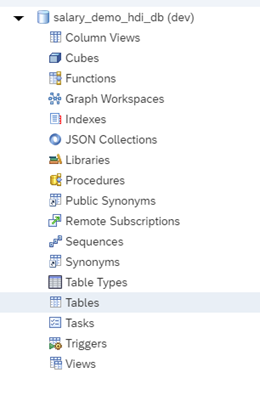 salary_demo_hdi_db (dev)
Column Views
Cubes
Functions
Graph Workspaces
Indexes
JSON Collections
Libraries
Procedures
Public Synonyms
Remote Subscriptions
Sequences
Synonyms
Table Types
Tables
Tasks
Triggers
Views